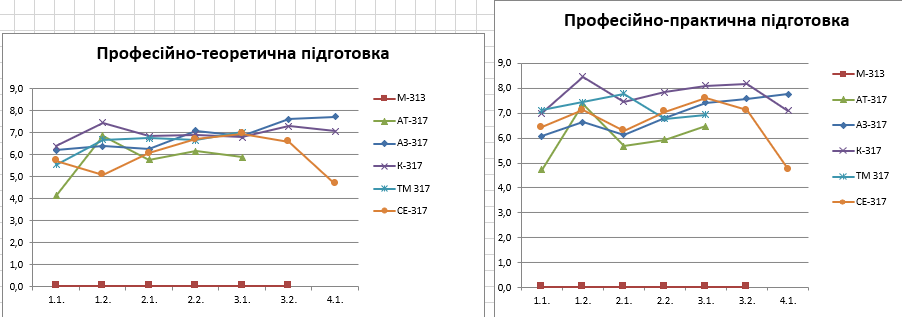 Професійно-теоретична підготовка
9,0
8,0
7,0
6,0
5,0
4,0
3,0
2,0
1,0
0,0
1.1. 1.2. 2.1. 2.2. 3.1. 3.2. 4.1.
М-313
АТ-317
АЗ-317
К-317
ТМ 317
СЕ-317
Професійно-практична підготовка
9,0
8,0
7,0
6,0
5,0
4,0
3,0
2,0
1,0
0,0
1.1. 1.2. 2.1. 2.2. 3.1. 3.2. 4.1.
М-313
АТ-317
АЗ-317
К-317
ТМ 317
СЕ-317